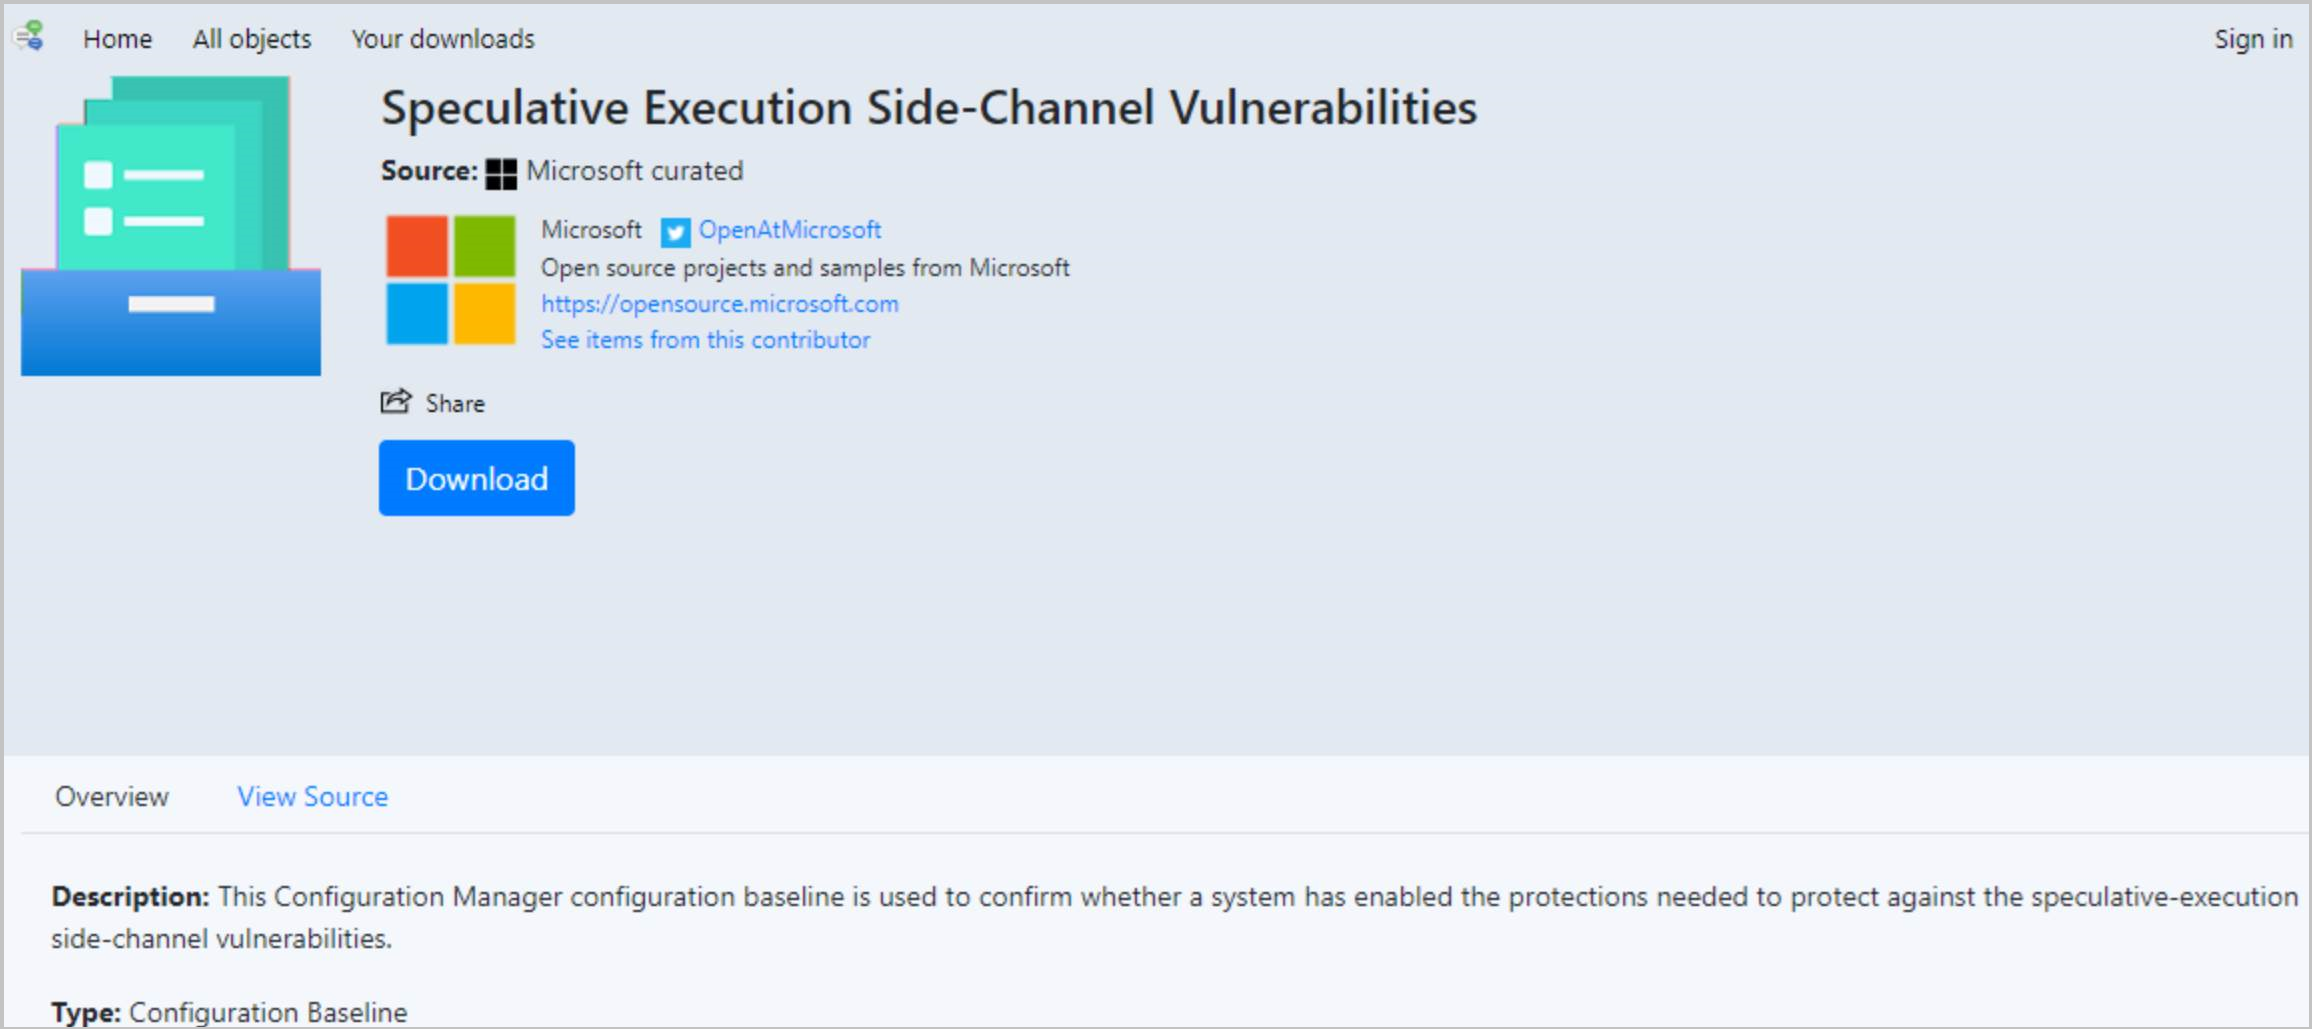 Home All objects Your downloads Sign in
Speculative Execution Side-Channel Vulnerabilities
Source: Microsoft curated
Microsoft OpenAtMicrosoft
Open source projects and samples from Microsoft
https://opensource.microsoft.com
See items from this contributor
Share
Download
Overview View Source
Description: This Configuration Manager configuration baseline is used to confirm whether a system has enabled the protections needed to protect against the speculative-execution
side-channel vulnerabilities.
Type: Configuration Baseline